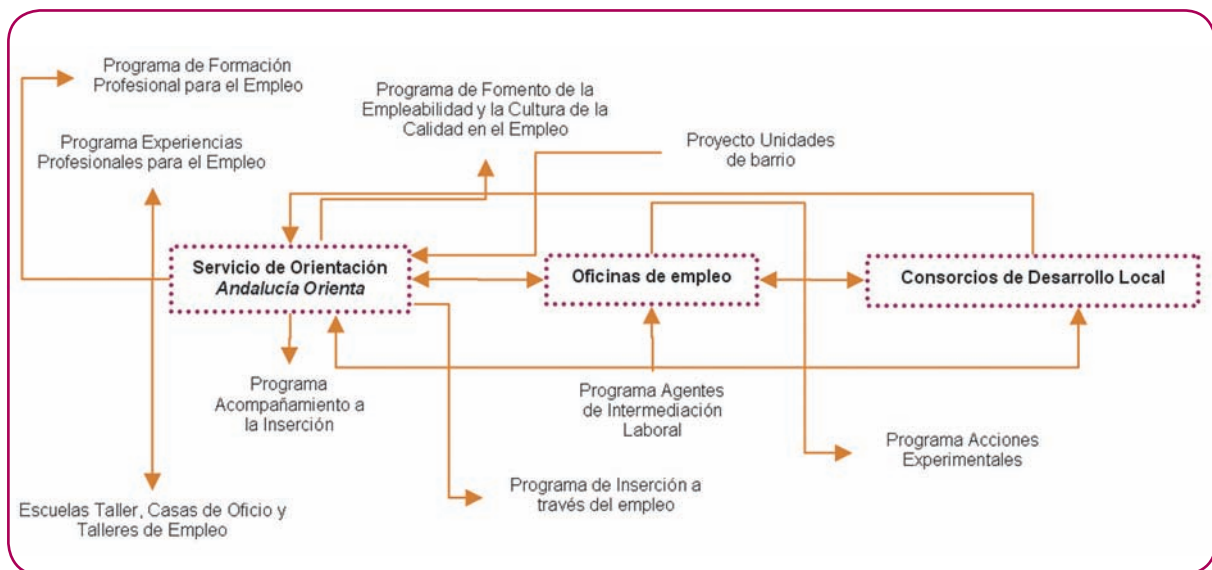 Programa de Formación
Profesional para el Empleo
Programa de Fomento de la
Empleabilidad y la Cultura de la
Calidad en el Empleo
Programa Experiencias
Profesionales para el Empleo
Proyecto Unidades
de barrio
Servicio de Orientación
Andalucía Orienta
Oficinas de empleo
Consorcios de Desarrollo Local
Programa
Acompañamiento a
la Inserción
Programa Agentes
de Intermediación
Laboral
Programa Acciones
Experimentales
Programa de Inserción a
través del empleo
Escuelas Taller, Casas de Oficio y
Talleres de Empleo